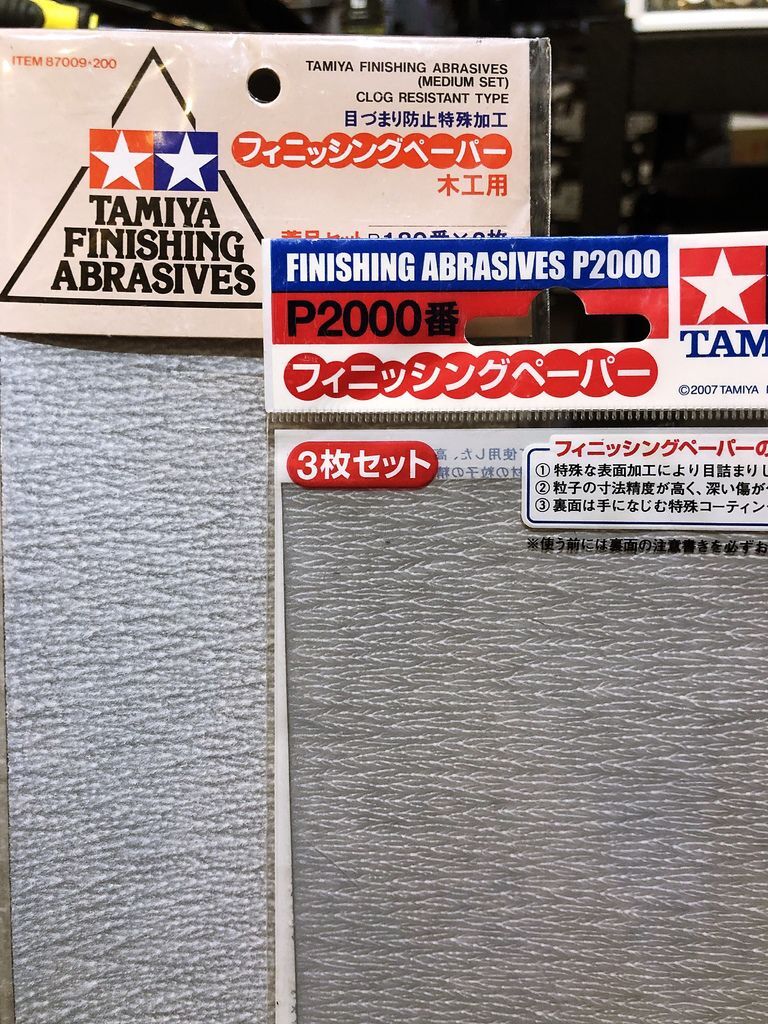 ITEM 87009•200
TAMIYA FINISHING ABRASIVES
(MEDIUM SET)
CLOG RESISTANT TYPE
目づまり防止特殊加工
フィニッシングペーパー
木工用
TAMIYA
FINISHING
ABRASIVES
FINISHING ABRASIVES P2000
P2000番
フィニッシングペーパー
TAM
©2007 TAMIYA
3枚セット
フィニッシングペーパーの
① 特殊な表面加工により目詰まりし
② 粒子の寸法精度が高く、深い傷が
③ 裏面は手になじむ特殊コーティン
※使う前には裏面の注意書きを必ずお